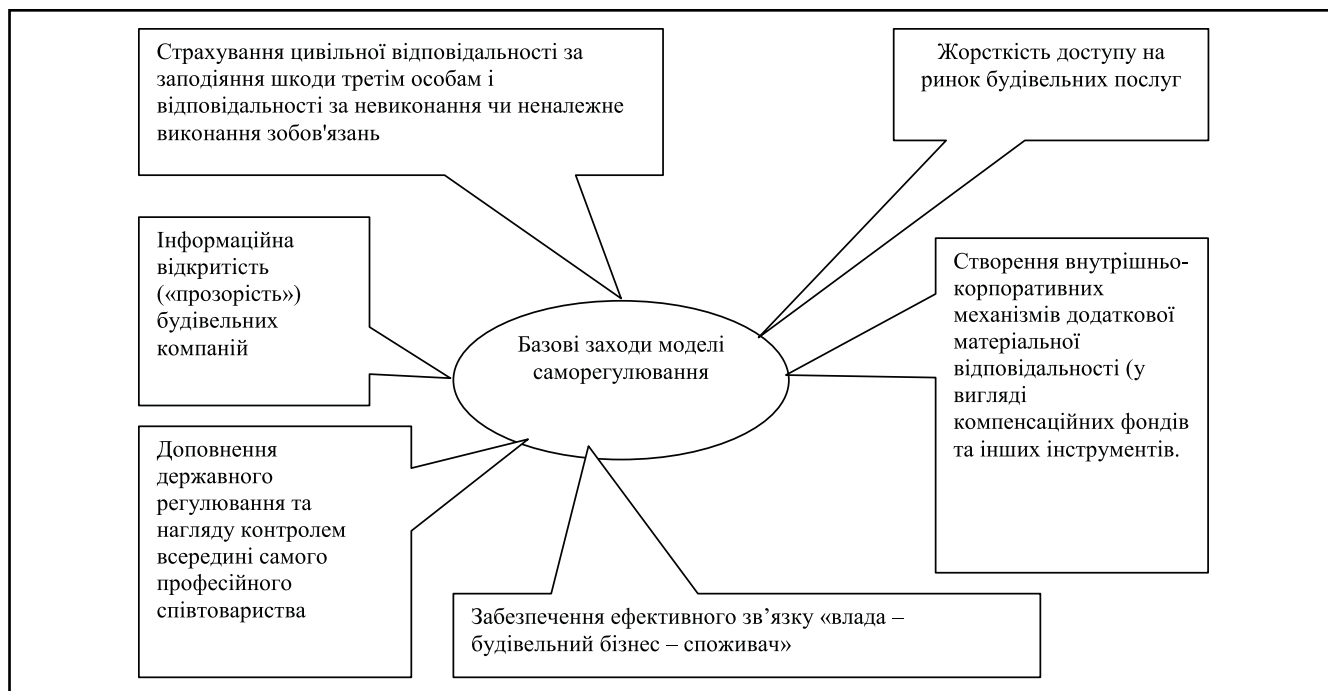 Страхування цивільної відповідальності за
заподіяння шкоди третім особам і
відповідальності за невиконання чи неналежне
виконання зобов'язань
Жорсткість доступу на
ринок будівельних послуг
Інформаційна
відкритість
(«прозорість»)
будівельних
компаній
Базові заходи моделі
саморегулювання
Створення внутрішньо-
корпоративних
механізмів додаткової
матеріальної
відповідальності (у
вигляді
компенсаційних фондів
та інших інструментів.
Доповнення
державного
регулювання та
нагляду контролем
всередині самого
професійного
співтовариства
Забезпечення ефективного зв’язку «влада –
будівельний бізнес – споживач»